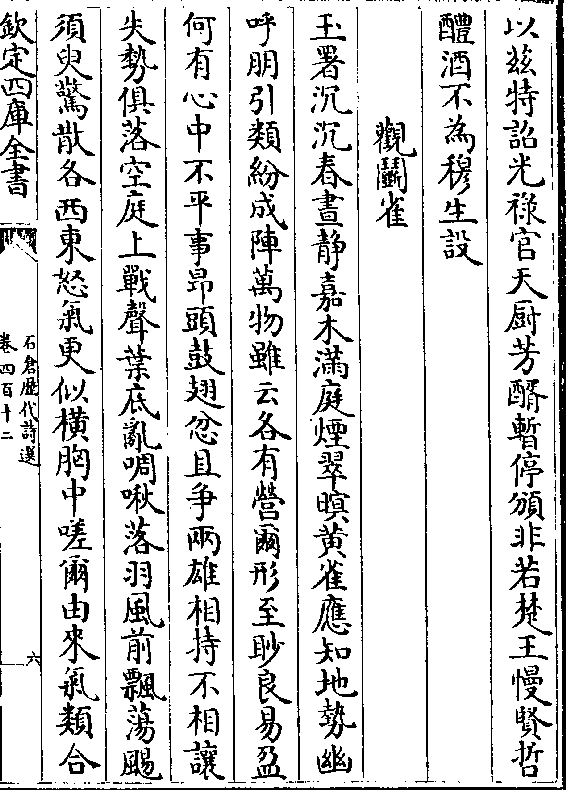 以兹特詔光禄官天厨芳醑暫停頒非若楚王慢賢哲
醴酒不為穆生設
觀鬭雀
玉署沉沉春晝静嘉木滿庭煙翠暝黄雀應知地勢幽
呼朋引類紛成陣萬物雖云各有營爾形至眇良易盈
何有心中不平事昂頭鼓翅忿且爭兩雄相持不相讓
失勢俱落空庭上戰聲葉底亂啁啾落羽風前飄蕩颺
須臾驚散各西東怒氣更似横胸中嗟爾由來氣類合
欽定四庫全書
石倉歴代詩選
卷四百十二
六